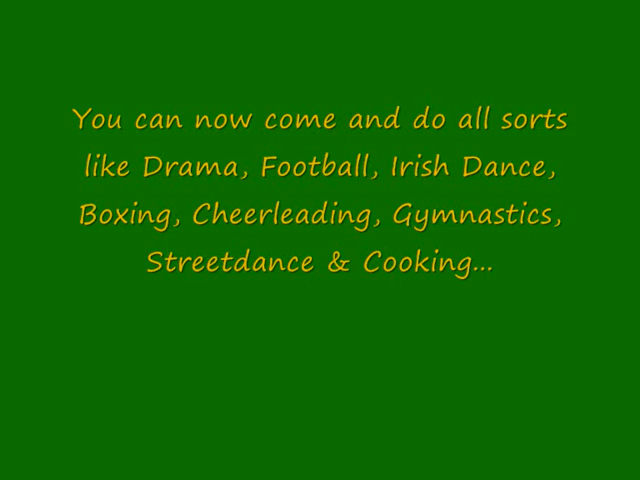 You can now come and do all sorts
like Drama, Football, Irish Dance,
Boxing, Cheerleading, Gymnastics,
Streetdance & Cooking...